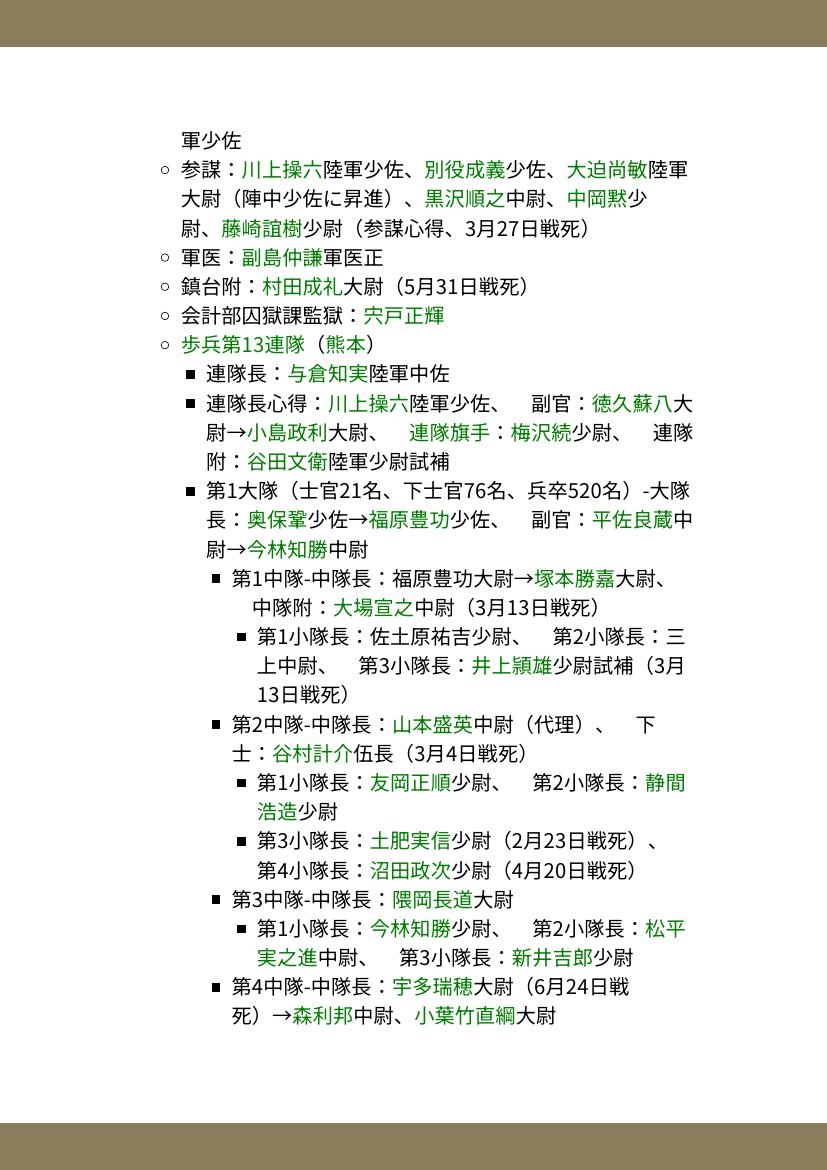 軍少佐
参謀：川上操六陸軍少佐、別役成義少佐、大迫尚敏陸軍
大尉（陣中少佐に昇進）、黒沢順之中尉、中岡黙少
尉、藤崎誼樹少尉（参謀心得、3月27日戦死）
軍医：副島仲謙軍医正
鎮台附：村田成礼大尉（5月31日戦死）
会計部囚獄課監獄：宍戸正輝
歩兵第13連隊（熊本）
連隊長：与倉知実陸軍中佐
連隊長心得：川上操六陸軍少佐、　副官：徳久蘇八大
尉→小島政利大尉、　連隊旗手：梅沢続少尉、　連隊
附：谷田文衛陸軍少尉試補
第1大隊（士官21名、下士官76名、兵卒520名）-大隊
長：奥保鞏少佐→福原豊功少佐、　副官：平佐良蔵中
尉→今林知勝中尉
第1中隊-中隊長：福原豊功大尉→塚本勝嘉大尉、
中隊附：大場宣之中尉（3月13日戦死）
第1小隊長：佐土原祐吉少尉、　第2小隊長：三
上中尉、　第3小隊長：井上頴雄少尉試補（3月
13日戦死）
第2中隊-中隊長：山本盛英中尉（代理）、　下
士：谷村計介伍長（3月4日戦死）
第1小隊長：友岡正順少尉、　第2小隊長：静間
浩造少尉
第3小隊長：土肥実信少尉（2月23日戦死）、
第4小隊長：沼田政次少尉（4月20日戦死）
第3中隊-中隊長：隈岡長道大尉
第1小隊長：今林知勝少尉、　第2小隊長：松平
実之進中尉、　第3小隊長：新井吉郎少尉
第4中隊-中隊長：宇多瑞穂大尉（6月24日戦
死）→森利邦中尉、小葉竹直綱大尉